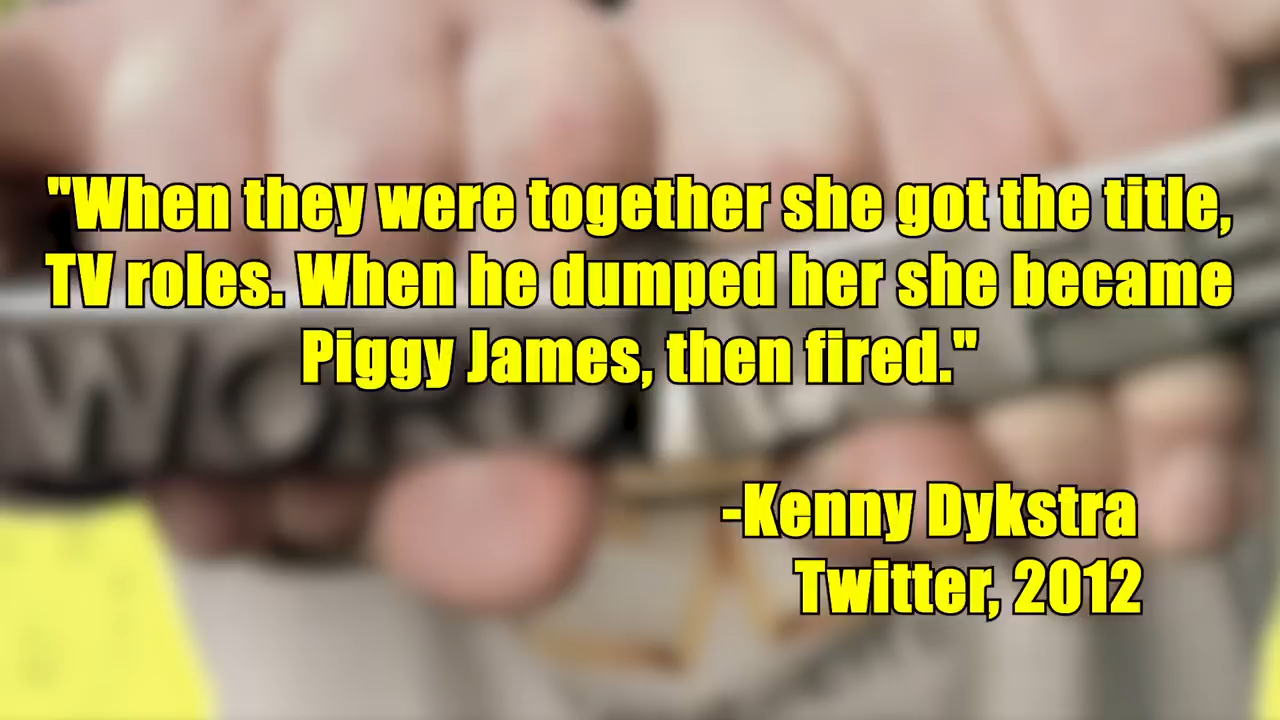 "When they were together she got the title,
TV roles. When he dumped her she became
Piggy James, then fired."
-Kenny Dykstra
Twitter, 2012
WORD